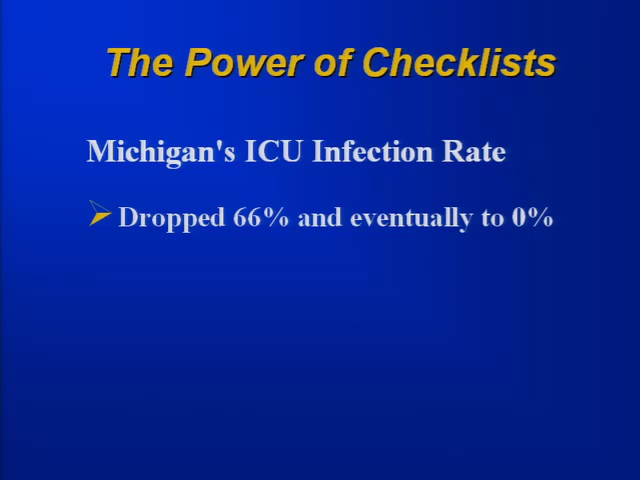 The Power of Checklists
Michigan's ICU Infection Rate
Dropped 66% and eventually to 0%